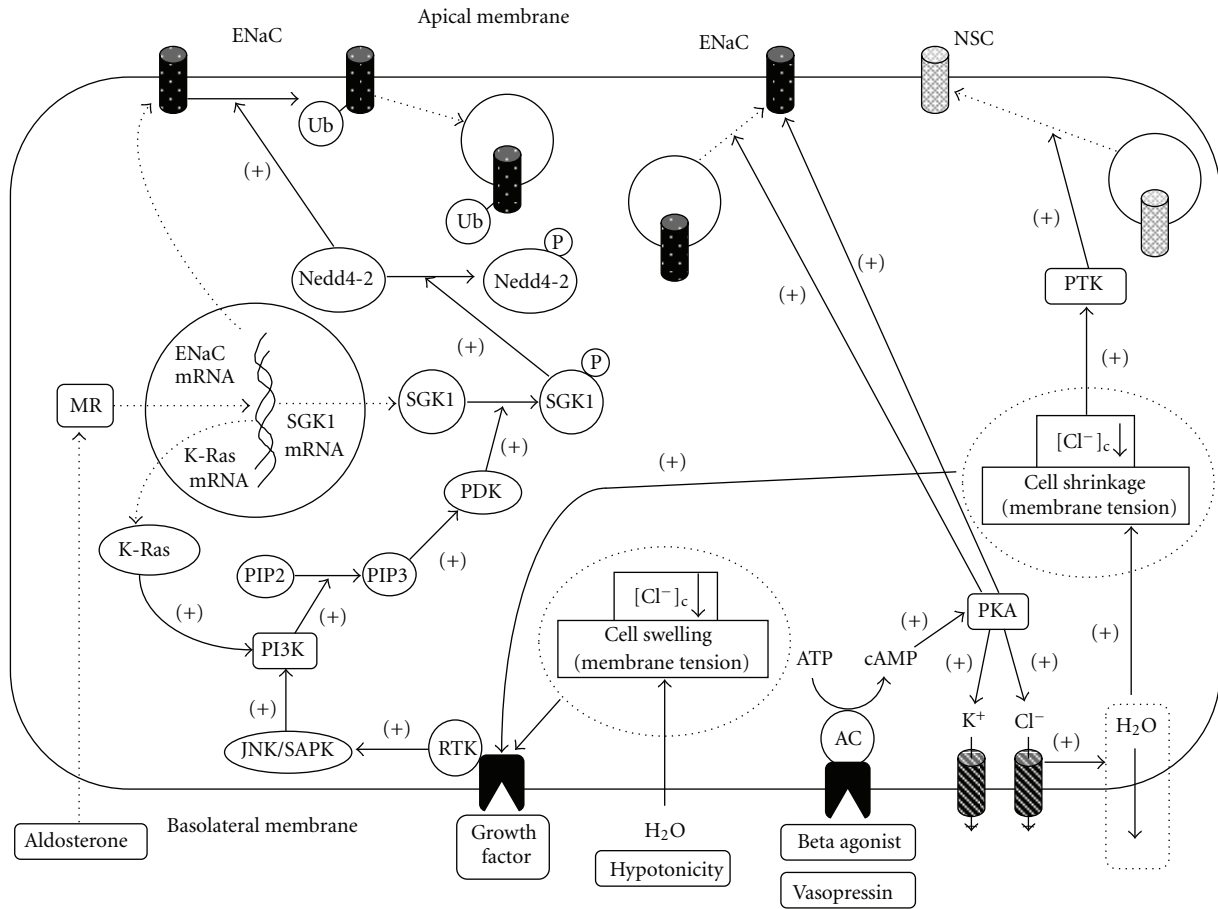 Apical membrane
ENaC
ENaC
NSC
Ub
Ub
(+)
P
Nedd4-2
Nedd4-2
(+)
(+)
(+)
PTK
(+)
(+)
P
ENaC
mRNA
MR
SGK1
mRNA
SGK1
SGK1
K-Ras
mRNA
(+)
PDK
(+)
[Cl⁻]c
Cell shrinkage
(membrane tension)
K-Ras
PIP2
PIP3
(+)
(+)
(+)
PI3K
[Cl⁻]c
Cell swelling
(membrane tension)
PKA
(+)
(+)
ATP
cAMP
(+)
(+)
(+)
JNK/SAPK
(+)
RTK
AC
K⁺
Cl⁻
(+)
H₂O
Basolateral membrane
Aldosterone
Growth
factor
H₂O
Hypotonicity
Beta agonist
Vasopressin